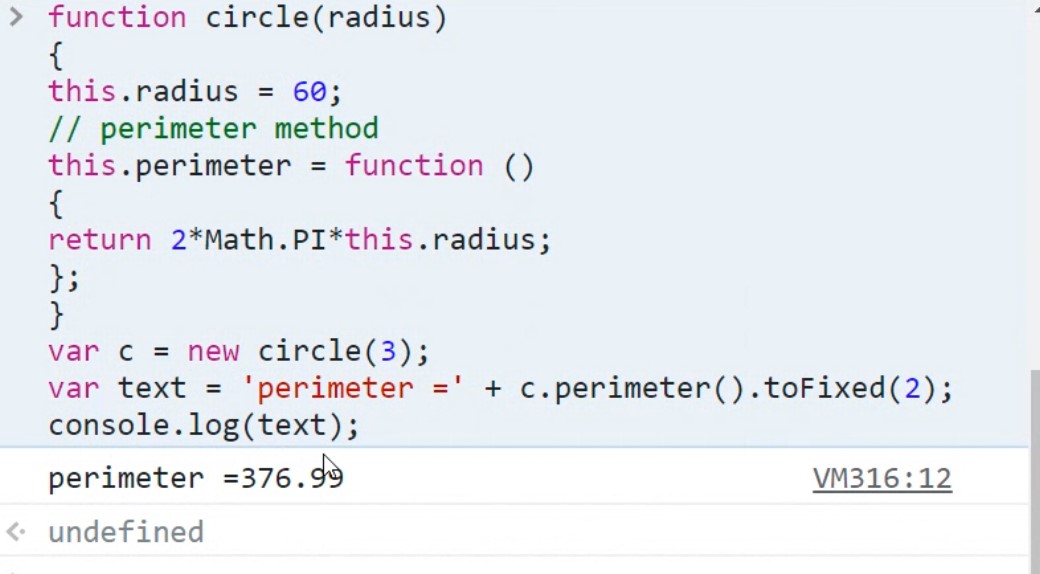 function circle(radius)
{
this.radius = 60;
// perimeter method
this.perimeter = function ()
{
return 2*Math.PI*this.radius;
};
}
var c = new circle(3);
var text = 'perimeter =' + c.perimeter().toFixed(2);
console.log(text);
perimeter =376.99 VM316:12
undefined